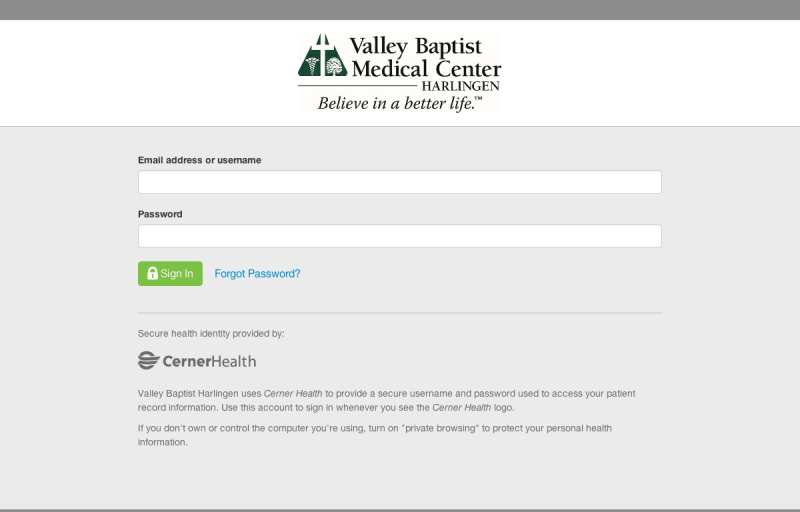 Valley Baptist
Medical Center
HARLINGEN
Believe in a better life.™
Email address or username
Password
Sign In
Forgot Password?
Secure health identity provided by:
CernerHealth
Valley Baptist Harlingen uses Cerner Health to provide a secure username and password used to access your patient
record information. Use this account to sign in whenever you see the Cerner Health logo.
If you don't own or control the computer you're using, turn on "private browsing" to protect your personal health
information.